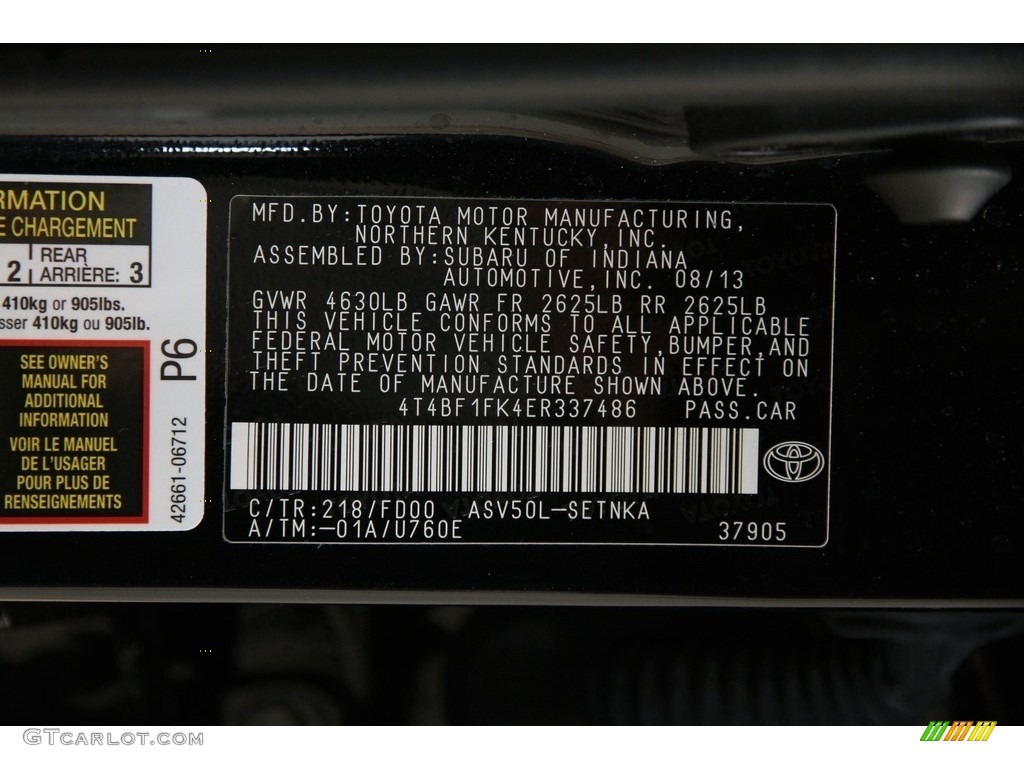 RMATION
E CHARGEMENT
2 REAR
ARRIÈRE: 3
410kg or 905lbs.
sser 410kg ou 905lb.
SEE OWNER'S
MANUAL FOR
ADDITIONAL
INFORMATION
VOIR LE MANUEL
DE L'USAGER
POUR PLUS DE
RENSEIGNEMENTS
P6
42661-06712
MFD.BY:TOYOTA MOTOR MANUFACTURING,
NORTHERN KENTUCKY,INC.
ASSEMBLED BY:SUBARU OF INDIANA
AUTOMOTIVE,INC. 08/13
GVWR 4630LB GAWR FR 2625LB RR 2625LB
THIS VEHICLE CONFORMS TO ALL APPLICABLE
FEDERAL MOTOR VEHICLE SAFETY,BUMPER,AND
THEFT PREVENTION STANDARDS IN EFFECT ON
THE DATE OF MANUFACTURE SHOWN ABOVE.
4T4BF1FK4ER337486 PASS.CAR
C/TR:218/FD00 ASV50L-SETNKA
A/TM:-01A/U760E
37905
GTCarlot.com